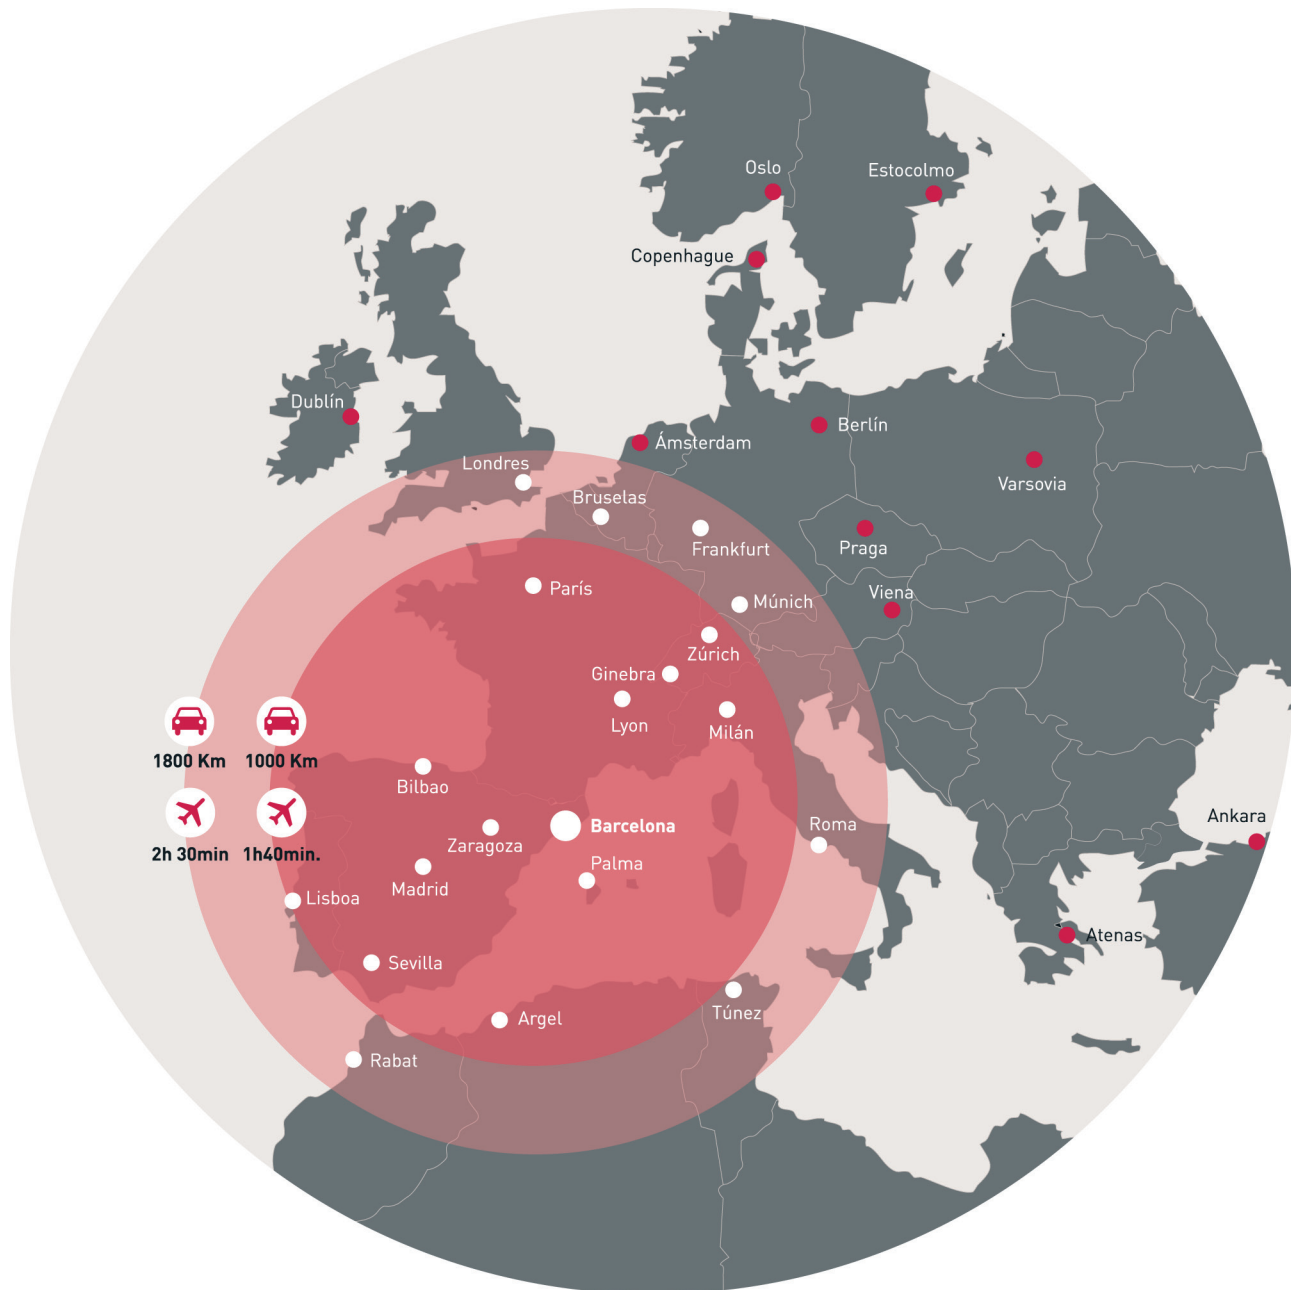 Oslo
Estocolmo
Copenhague
Dublín
Ámsterdam
Berlín
Varsovia
Londres
Bruselas
Frankfurt
Praga
París
Múnich
Viena
Zúrich
Ginebra
Lyon
Milán
1800 Km
1000 Km
Bilbao
Barcelona
Roma
Ankara
Zaragoza
2h 30min
1h40min.
Palma
Madrid
Lisboa
Atenas
Sevilla
Túnez
Argel
Rabat